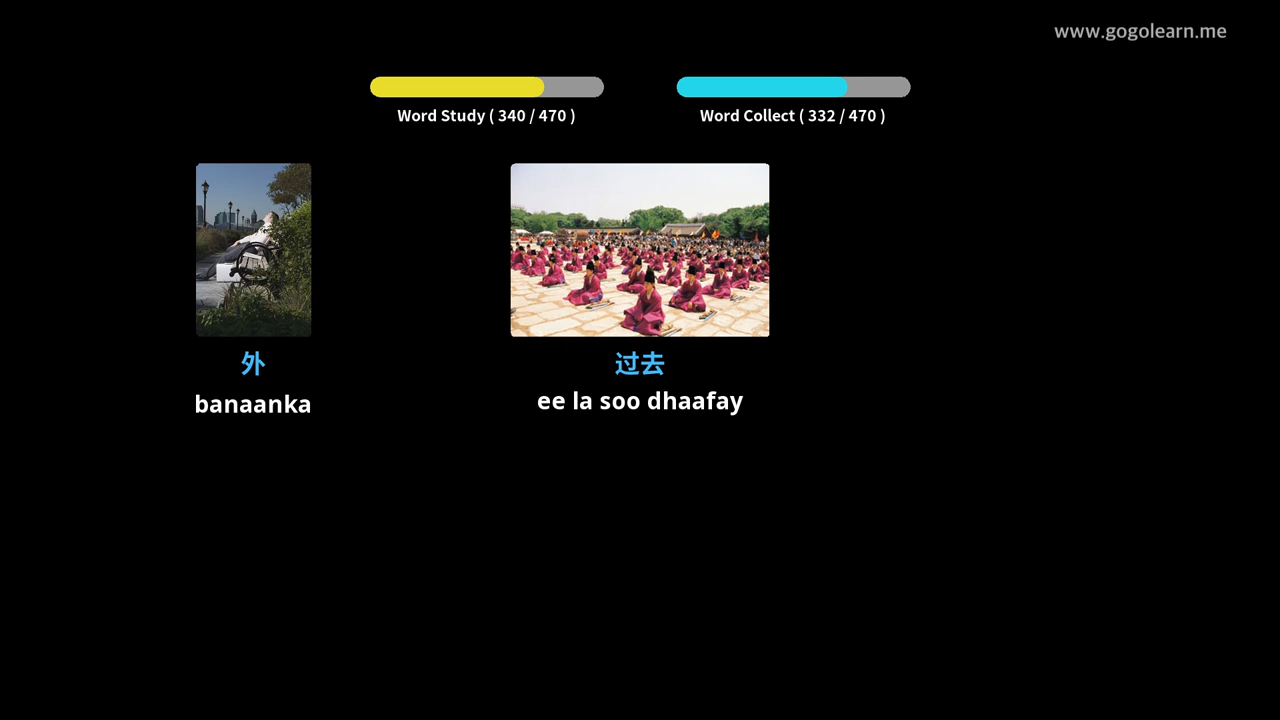 www.gogolearn.me
Word Study ( 340 / 470 )
Word Collect ( 332 / 470 )
外
banaanka
过去
ee la soo dhaafay